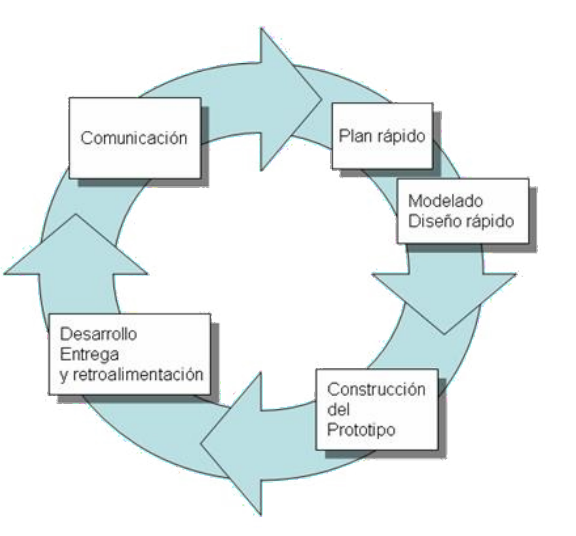 Comunicación
Plan rápido
Modelado
Diseño rápido
Construcción
del
Prototipo
Desarrollo
Entrega
y retroalimentación